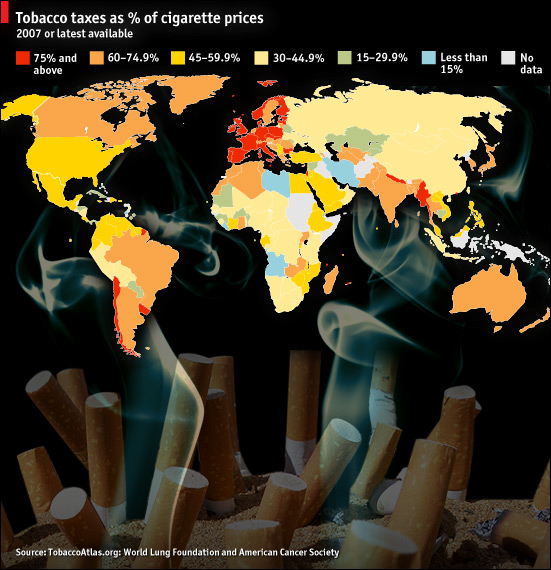 Tobacco taxes as % of cigarette prices
2007 or latest available
75% and above
60–74.9%
45–59.9%
30–44.9%
15–29.9%
Less than 15%
No data
Source: TobaccoAtlas.org: World Lung Foundation and American Cancer Society